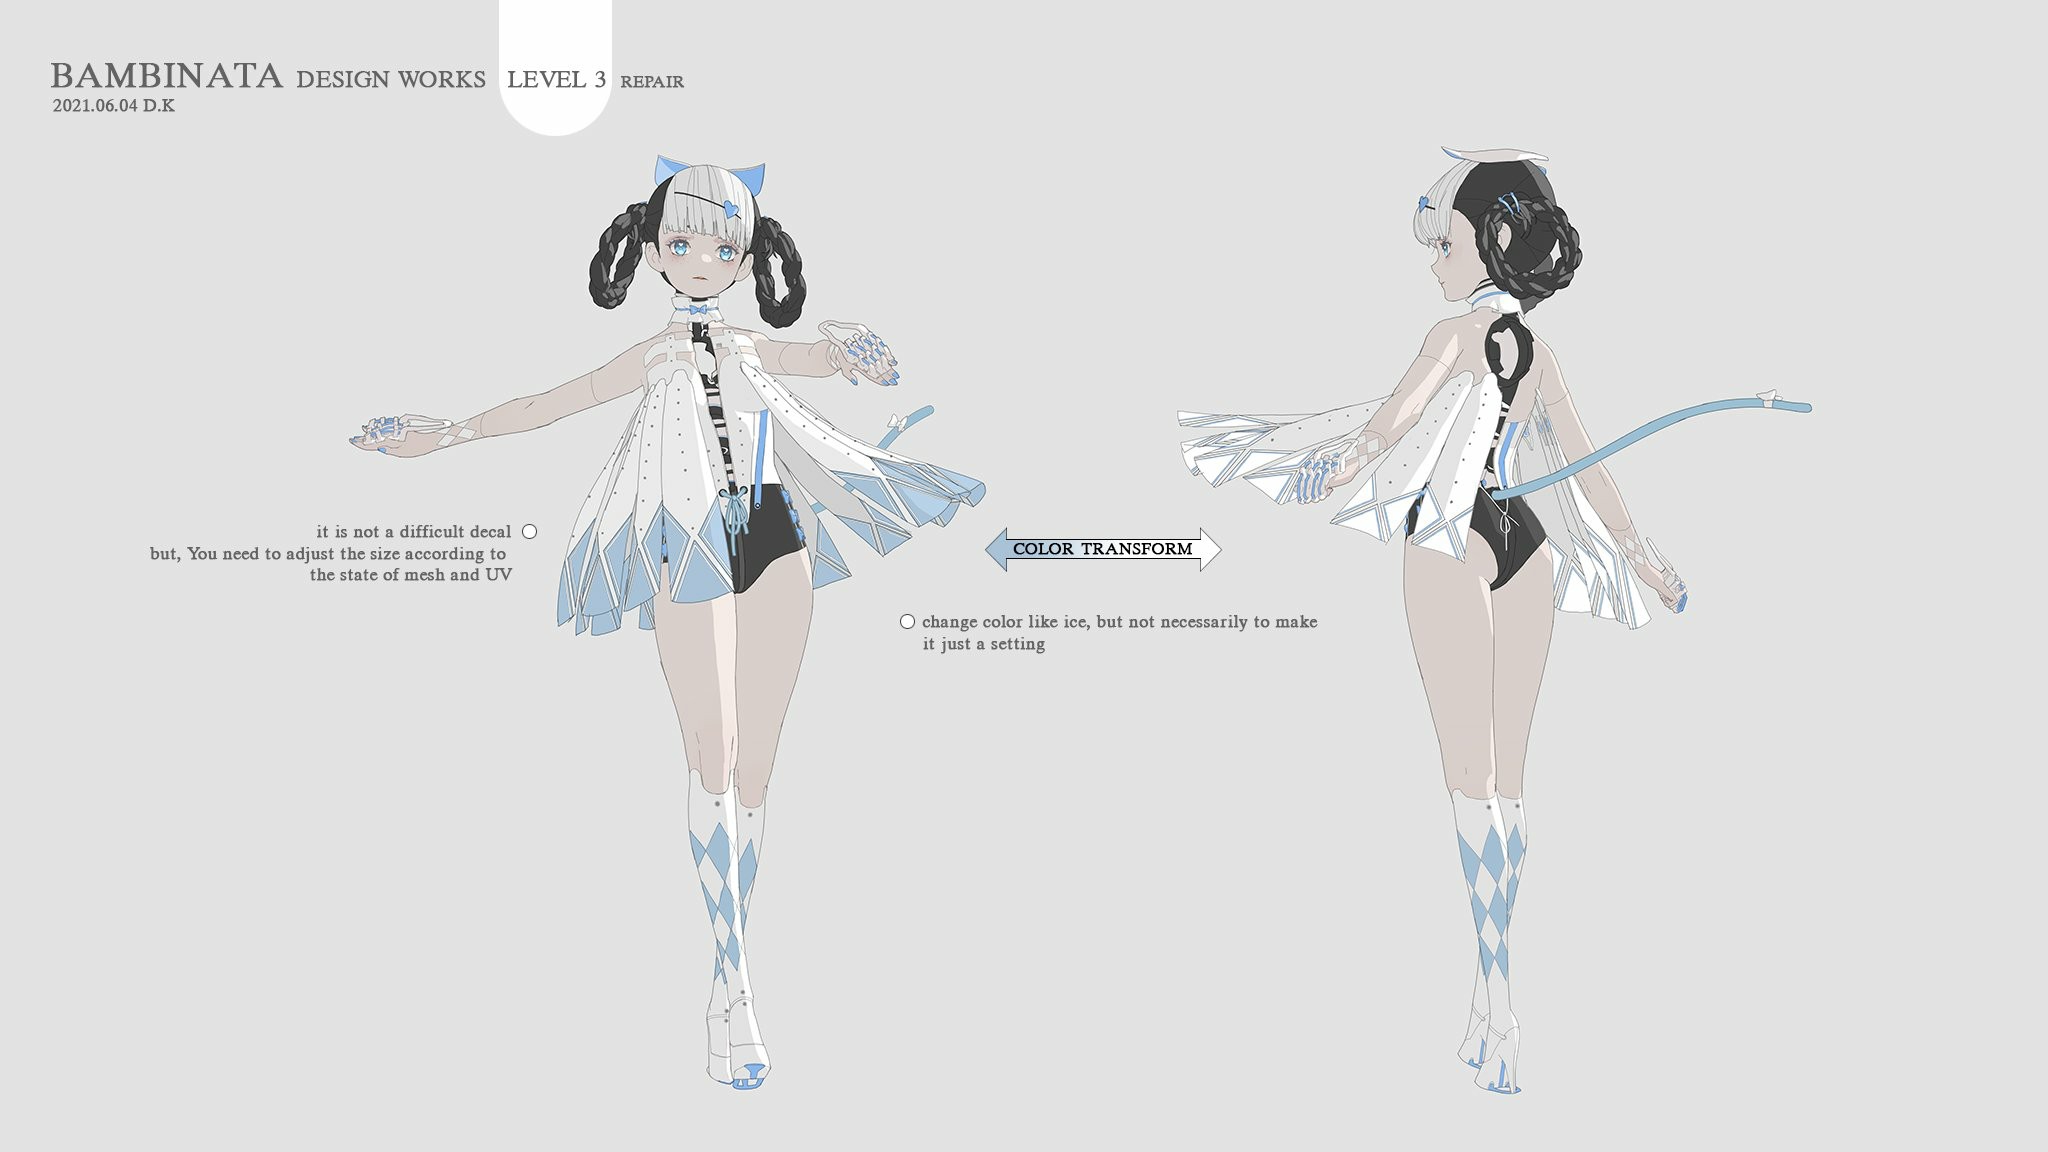 BAMBINATA DESIGN WORKS LEVEL 3 REPAIR
2021.06.04 D.K
it is not a difficult decal
but, You need to adjust the size according to
the state of mesh and UV
COLOR TRANSFORM
change color like ice, but not necessarily to make
it just a setting